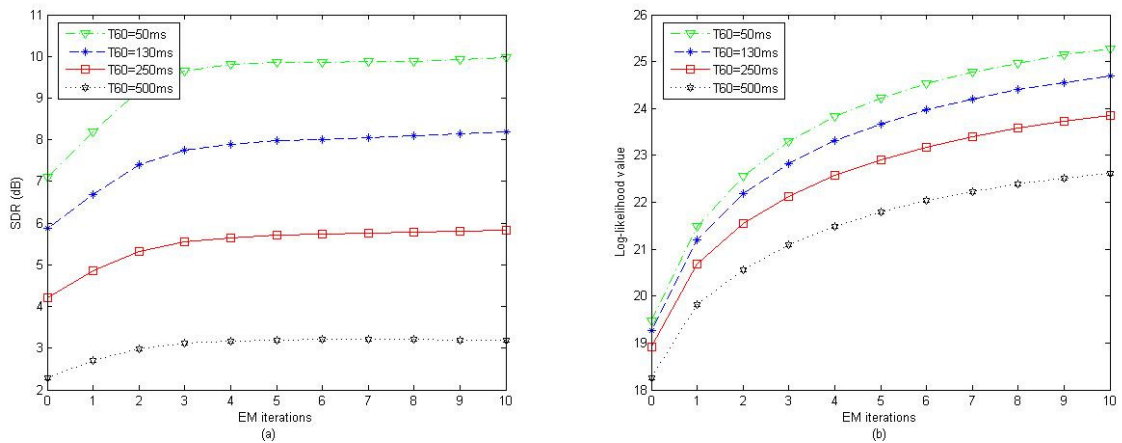 11
10
9
8
7
6
5
4
3
2
SDR (dB)
T60=50ms
T60=130ms
T60=250ms
T60=500ms
0 1 2 3 4 5 6 7 8 9 10
EM iterations
(a)
26
25
24
23
22
21
20
19
18
Log-likelihood value
T60=50ms
T60=130ms
T60=250ms
T60=500ms
0 1 2 3 4 5 6 7 8 9 10
EM iterations
(b)